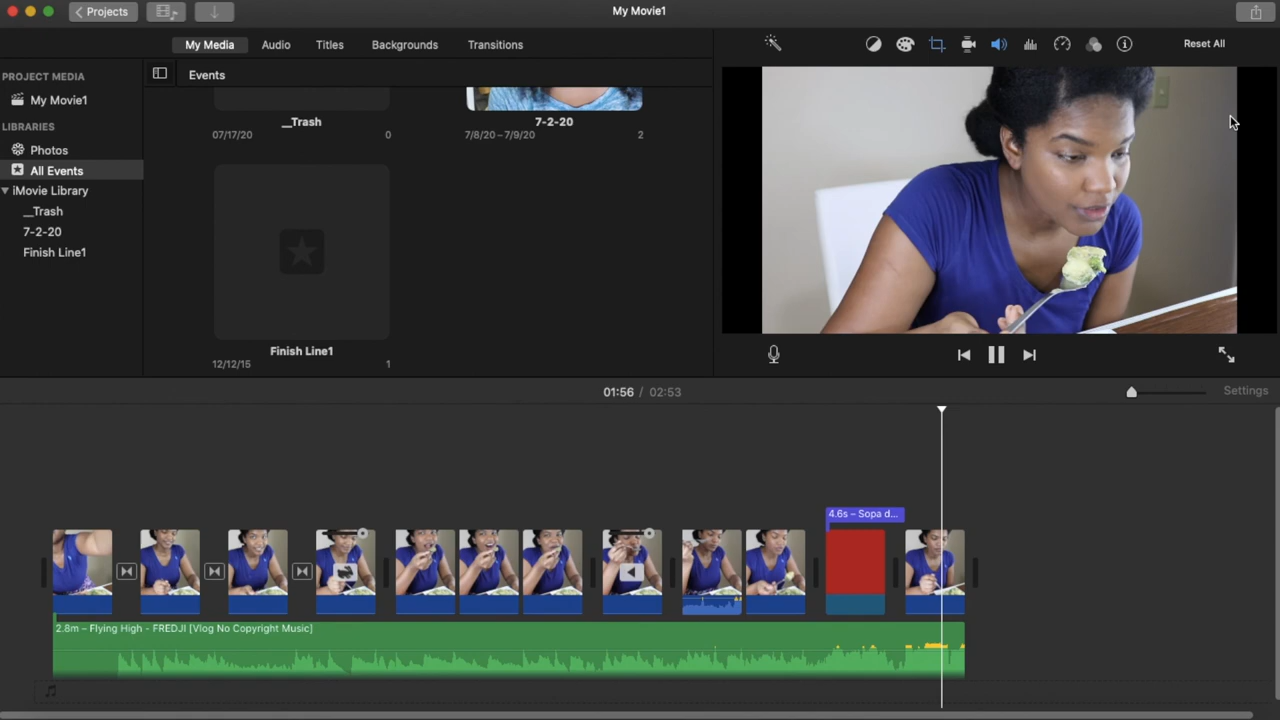 Projects
My Movie1
My Media
Audio
Titles
Backgrounds
Transitions
Reset All
PROJECT MEDIA
My Movie1
LIBRARIES
Photos
All Events
iMovie Library
__Trash
7-2-20
Finish Line1
Events
__Trash
07/17/20
0
7-2-20
7/8/20 – 7/9/20
2
Finish Line1
12/12/15
1
01:56 / 02:53
Settings
4.6s – Sopa d...
2.8m – Flying High - FREDJI [Vlog No Copyright Music]